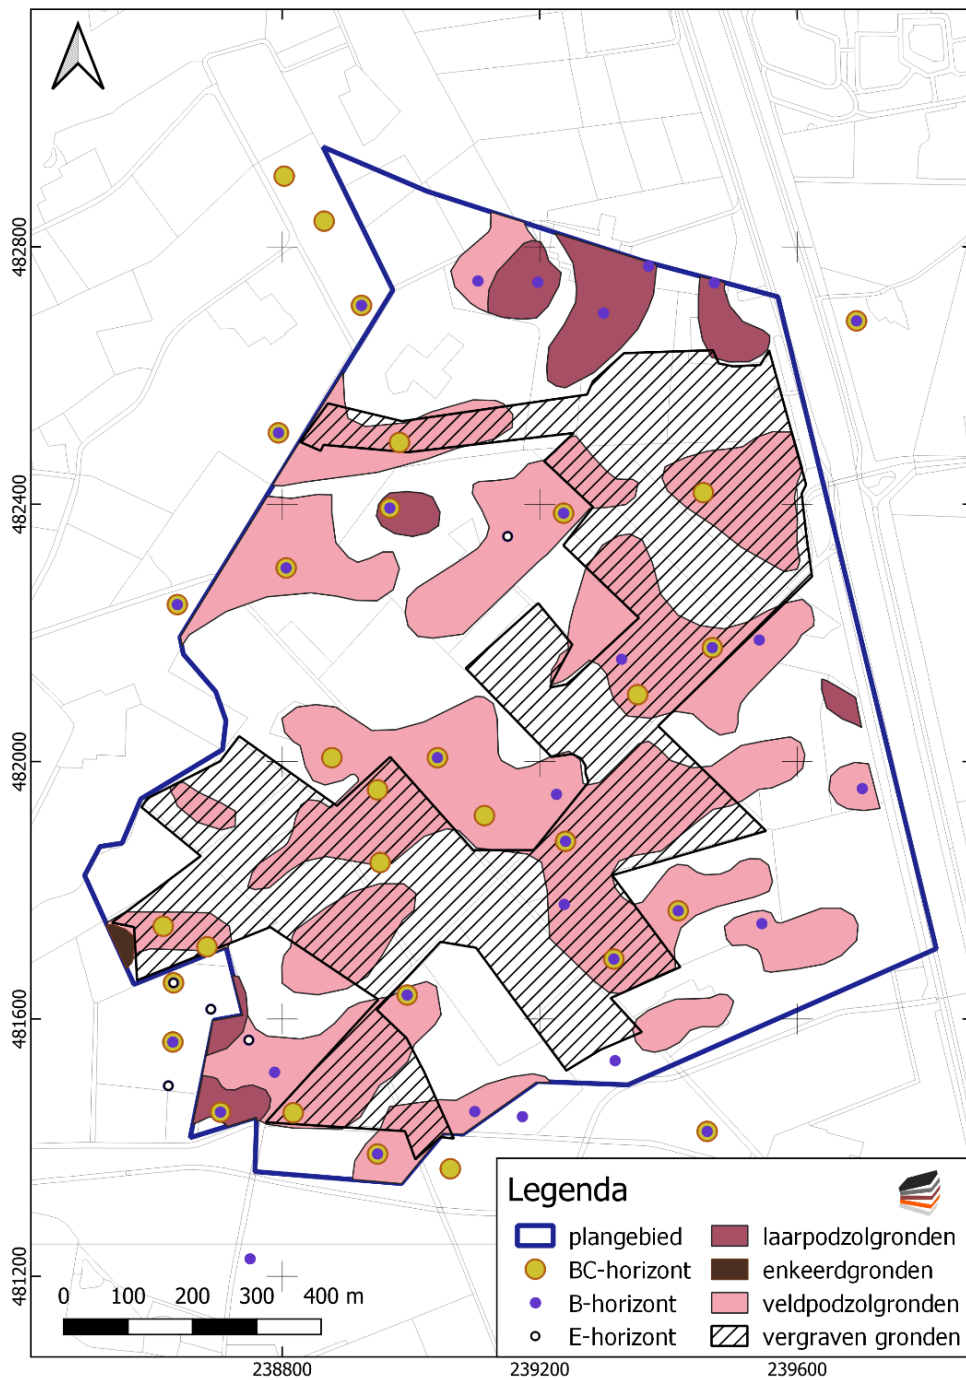 482800
482400
482000
481600
481200
Legenda
plangebied
BC-horizont
B-horizont
E-horizont
laarpodzolgronden
enkeerdgronden
veldpodzolgronden
vergraven gronden
0 100 200 300 400 m
238800 239200 239600